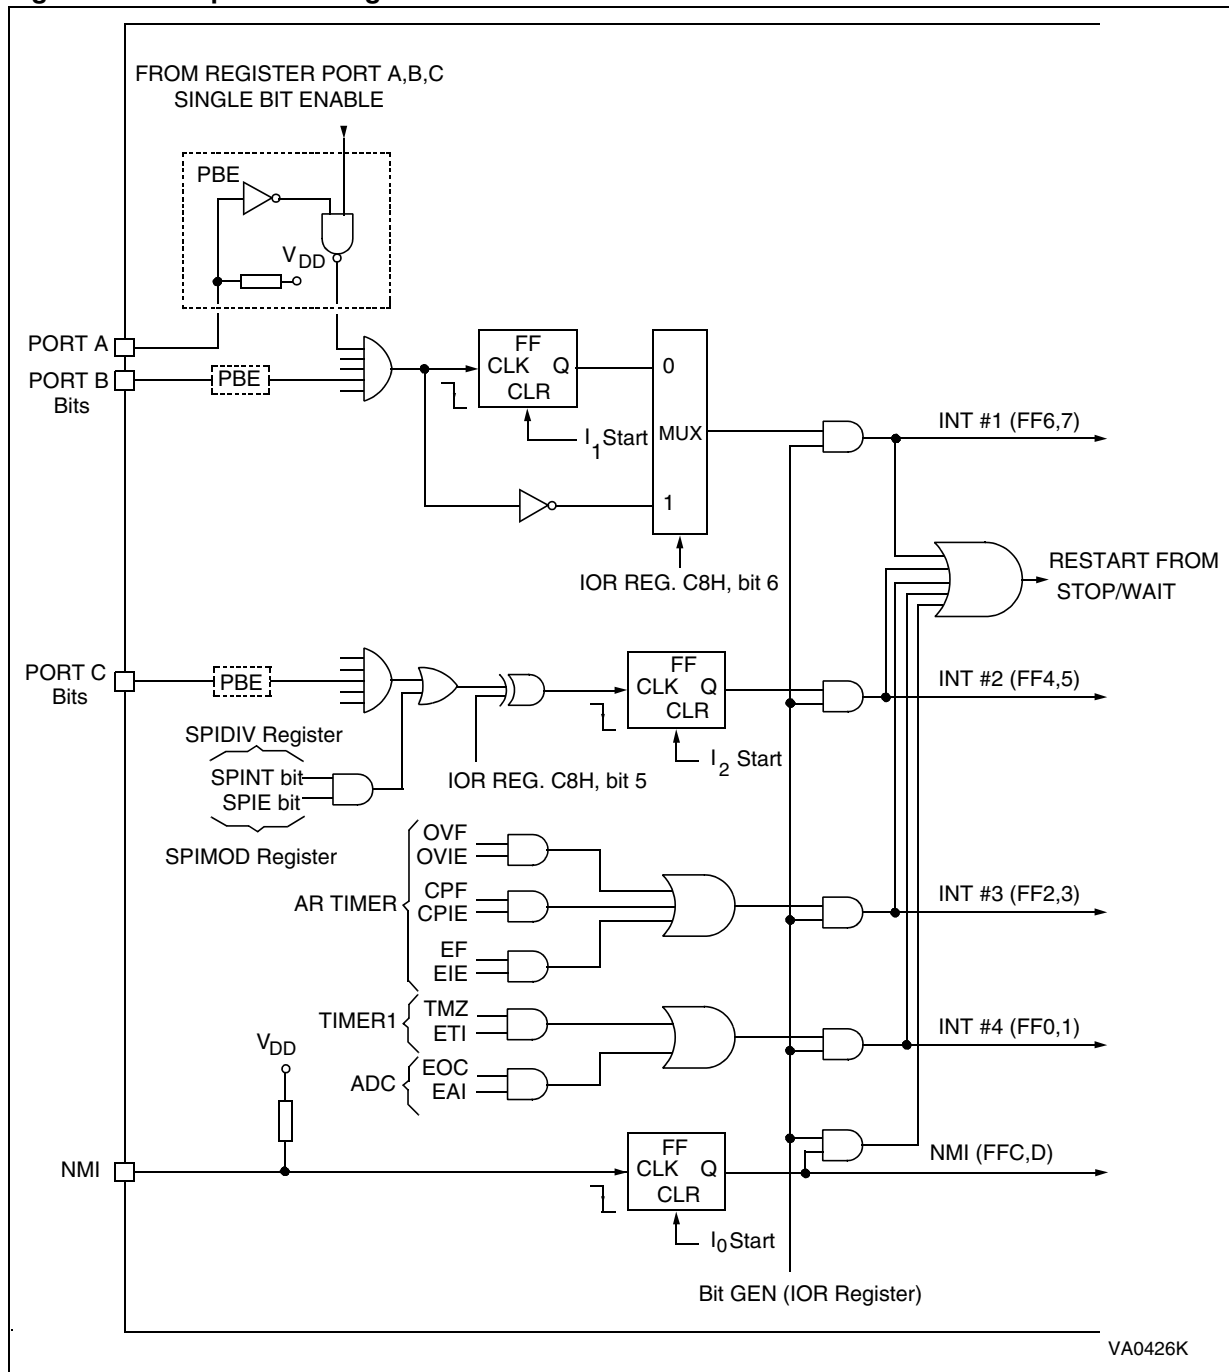 FROM REGISTER PORT A,B,C
SINGLE BIT ENABLE
PBE
VDD
PORT A
PORT B
Bits
PBE
FF
CLK Q
CLR
I1 Start
0
MUX
1
IOR REG. C8H, bit 6
INT #1 (FF6,7)
RESTART FROM
STOP/WAIT
PORT C
Bits
PBE
SPIDIV Register
SPINT bit
SPIE bit
SPIMOD Register
IOR REG. C8H, bit 5
FF
CLK Q
CLR
I2 Start
INT #2 (FF4,5)
AR TIMER
OVF
OVIE
CPF
CPIE
EF
EIE
INT #3 (FF2,3)
TIMER1
TMZ
ETI
ADC
EOC
EAI
INT #4 (FF0,1)
VDD
NMI
FF
CLK Q
CLR
I0 Start
NMI (FFC,D)
Bit GEN (IOR Register)
VA0426K